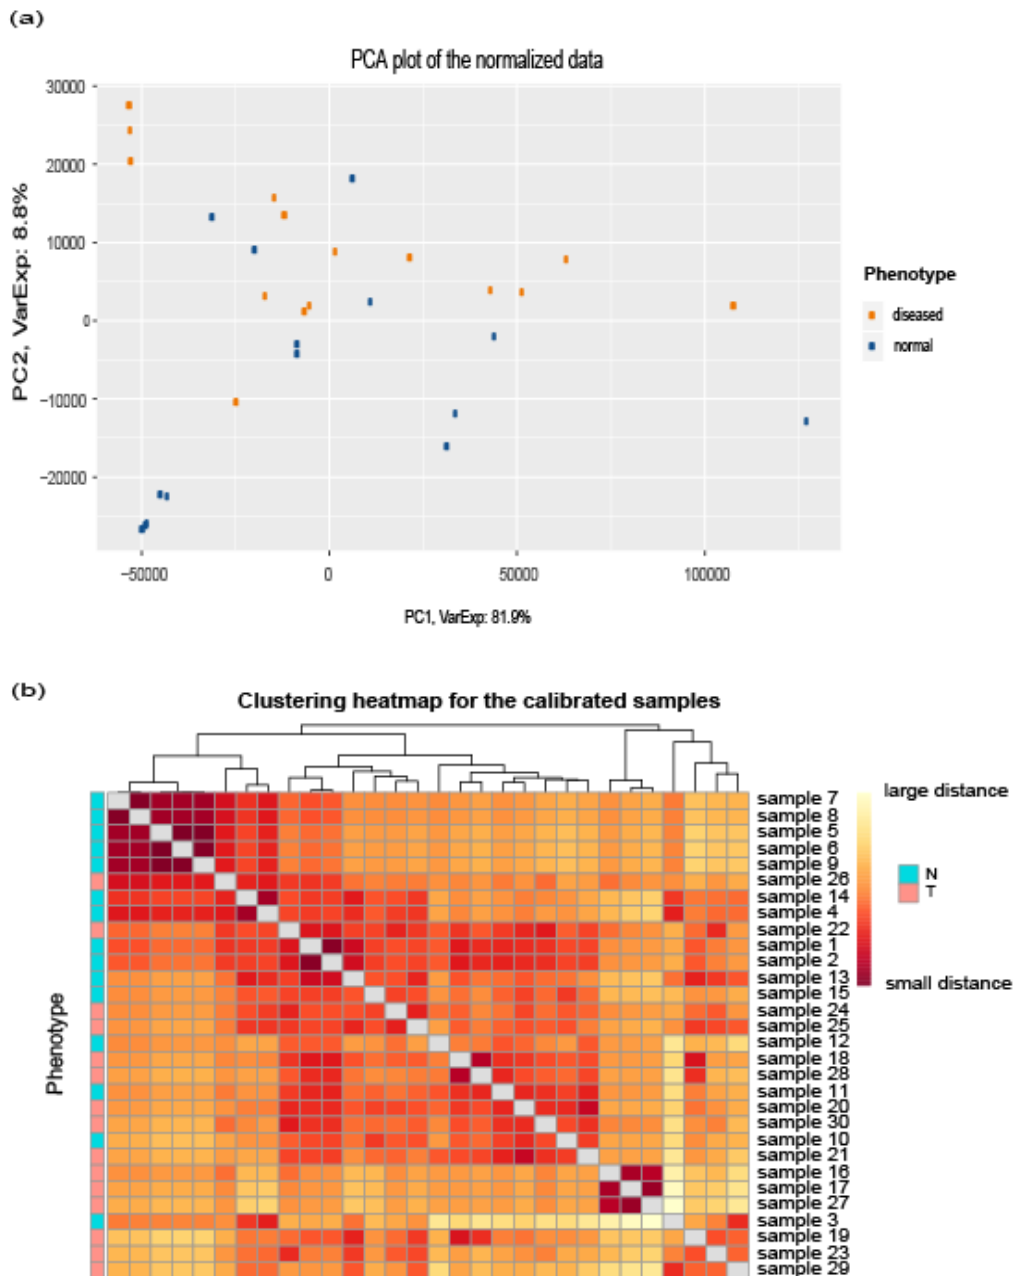 (a)
PCA plot of the normalized data
30000
20000
10000
0
−10000
−20000
PC2, VarExp: 8.8%
−50000
0
50000
100000
PC1, VarExp: 81.9%
Phenotype
diseased
normal
(b)
Clustering heatmap for the calibrated samples
sample 7
sample 8
sample 5
sample 6
sample 9
sample 26
sample 14
sample 4
sample 22
sample 1
sample 2
sample 13
sample 15
sample 24
sample 25
sample 12
sample 18
sample 28
sample 11
sample 20
sample 30
sample 10
sample 21
sample 16
sample 17
sample 27
sample 3
sample 19
sample 23
sample 29
Phenotype
large distance
N
T
small distance